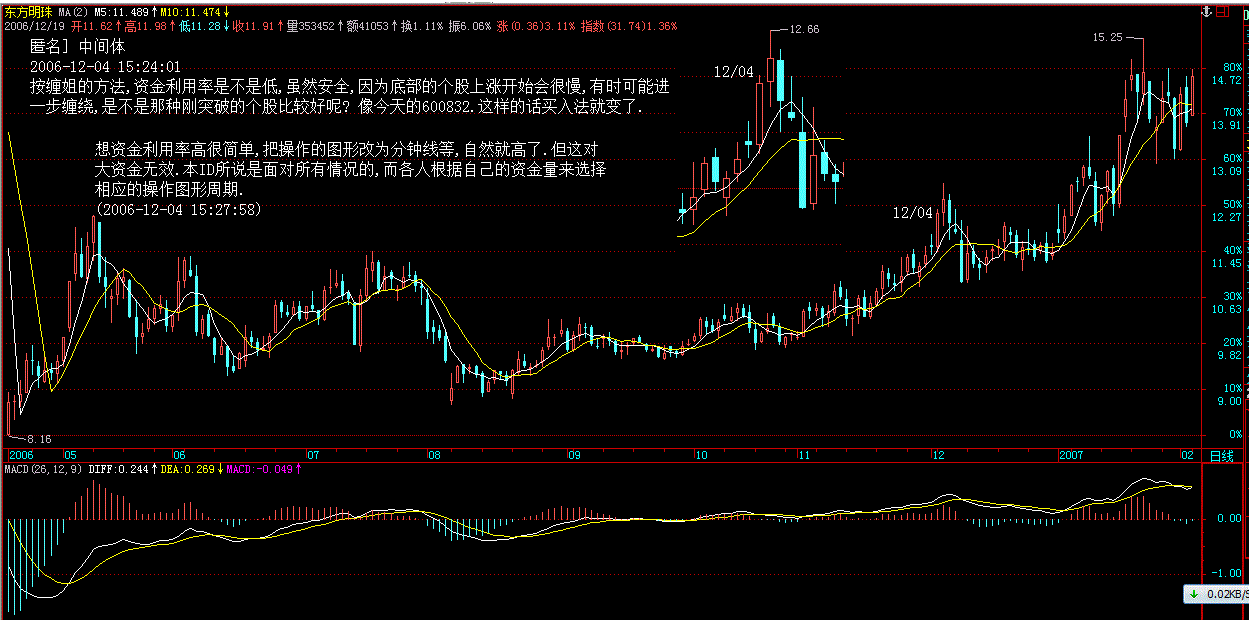 东方明珠 MA(2) M5:11.489↑M10:11.474↓
2006/12/19 开11.62↑高11.98↑低11.28↓收11.91↑量353452↑额41053↑换1.11% 振6.06% 涨(0.36)3.11% 指数(31.74)1.36%
匿名] 中间体
2006-12-04 15:24:01
按缠姐的方法,资金利用率是不是低,虽然安全,因为底部的个股上涨开始会很慢,有时可能进
一步缠绕,是不是那种刚突破的个股比较好呢? 像今天的600832.这样的话买入法就变了.
想资金利用率高很简单,把操作的图形改为分钟线等,自然就高了.但这对
大资金无效.本ID所说是面对所有情况的,而各人根据自己的资金量来选择
相应的操作图形周期.
(2006-12-04 15:27:58)
12.66
12/04
15.25
12/04
8.16
80%
14.72
70%
13.91
60%
13.09
50%
12.27
40%
11.45
30%
10.63
20%
9.82
10%
9.00
0%
2006 05 06 07 08 09 10 11 12 2007 02 日线
MACD(26,12,9) DIFF:0.244↑DEA:0.269↓MACD:-0.049↑
0.00
-1.00
0.02KB/S